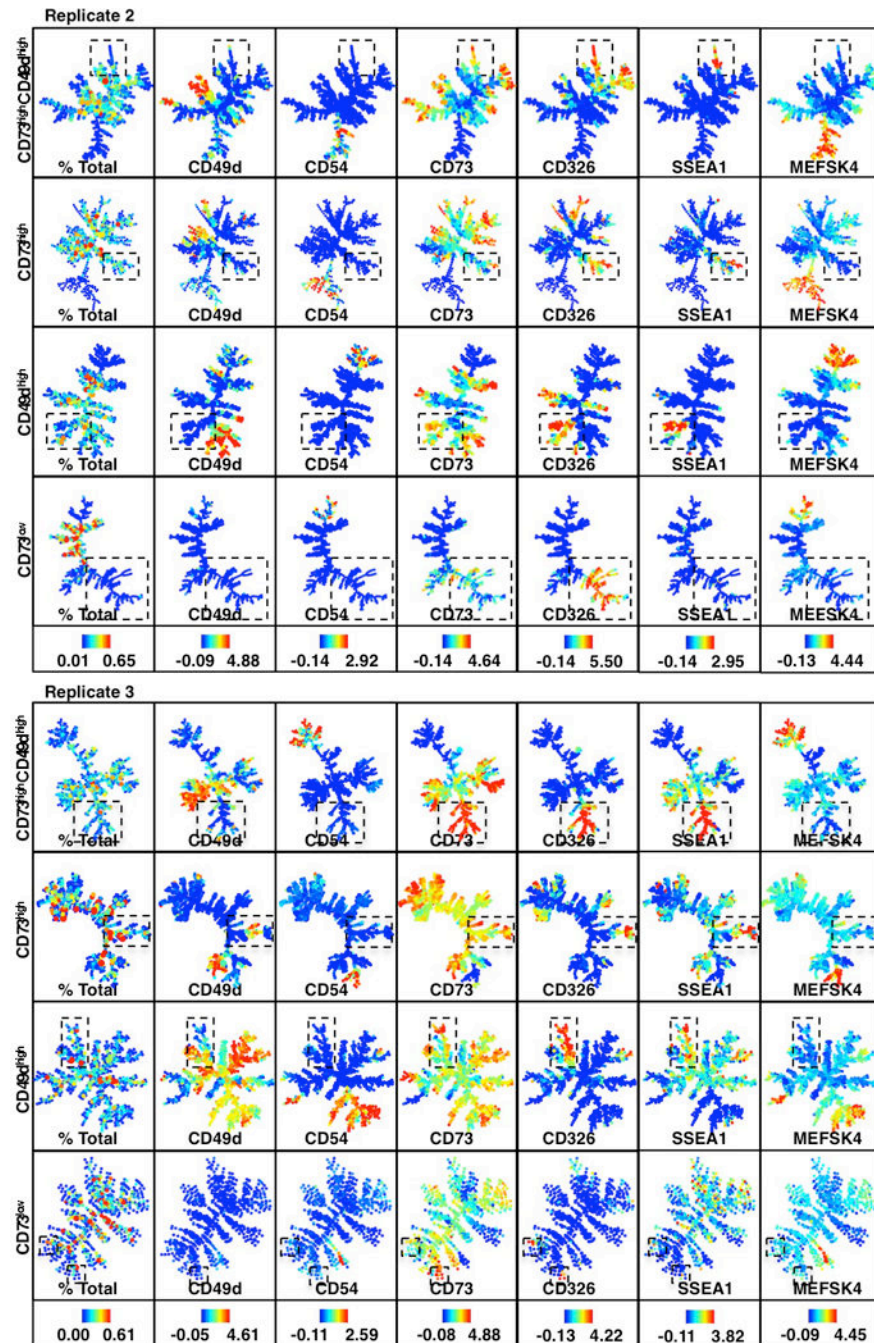 Replicate 2
CD73highCD49dhigh
% Total CD49d CD54 CD73 CD326 SSEA1 MEFSK4
CD73high
% Total CD49d CD54 CD73 CD326 SSEA1 MEFSK4
CD49dHigh
% Total CD49d CD54 CD73 CD326 SSEA1 MEFSK4
CD73low
% Total CD49d CD54 CD73 CD326 SSEA1 MEFSK4
0.01 0.65 -0.09 4.88 -0.14 2.92 -0.14 4.64 -0.14 5.50 -0.14 2.95 -0.13 4.44
Replicate 3
CD73HighCD49dHigh
% Total CD49d CD54 CD73 CD326 SSEA1 MEFSK4
CD73high
% Total CD49d CD54 CD73 CD326 SSEA1 MEFSK4
CD49dhigh
% Total CD49d CD54 CD73 CD326 SSEA1 MEFSK4
CD73low
% Total CD49d CD54 CD73 CD326 SSEA1 MEFSK4
0.00 0.61 -0.05 4.61 -0.11 2.59 -0.08 4.88 -0.13 4.22 -0.11 3.82 -0.09 4.45